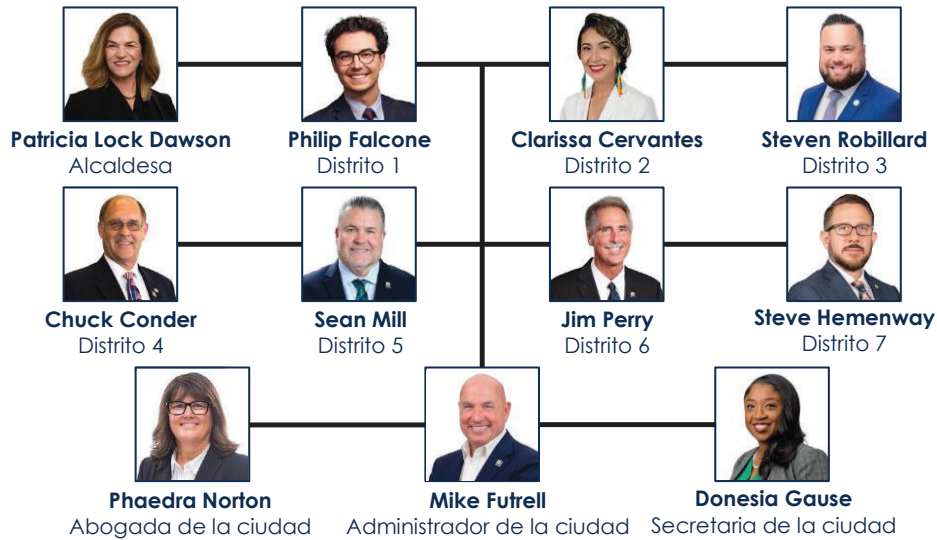 Patricia Lock Dawson
Alcaldesa
Philip Falcone
Distrito 1
Clarissa Cervantes
Distrito 2
Steven Robillard
Distrito 3
Chuck Conder
Distrito 4
Sean Mill
Distrito 5
Jim Perry
Distrito 6
Steve Hemenway
Distrito 7
Phaedra Norton
Abogada de la ciudad
Mike Futrell
Administrador de la ciudad
Donesia Gause
Secretaria de la ciudad